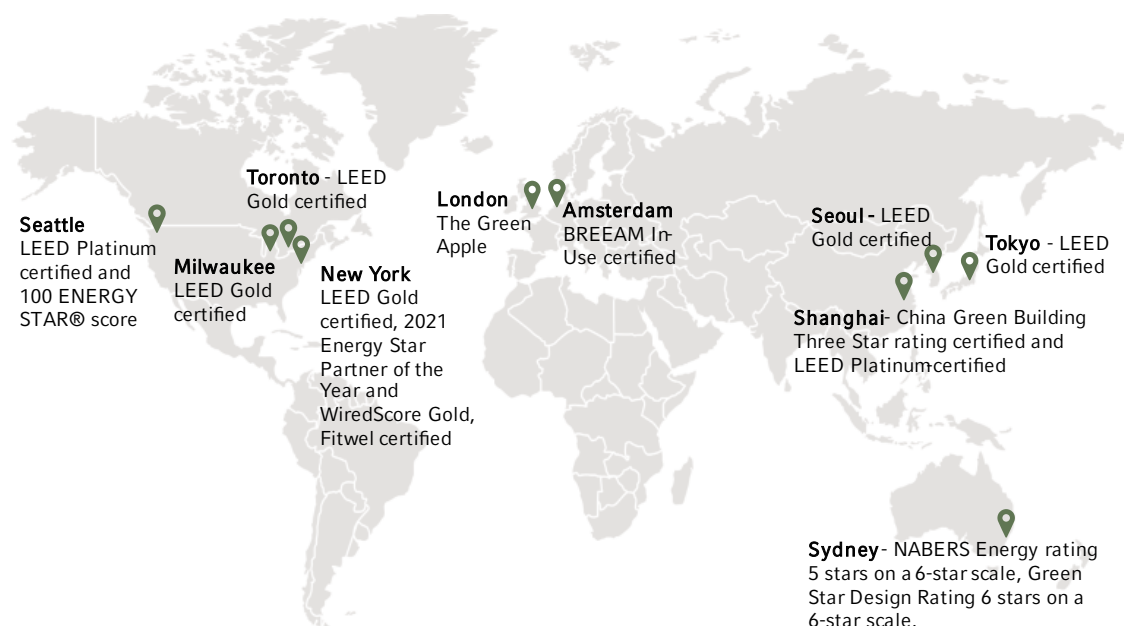 Toronto - LEED
Gold certified
Seattle
LEED Platinum
certified and
100 ENERGY
STAR® score
Milwaukee
LEED Gold
certified
New York
LEED Gold
certified, 2021
Energy Star
Partner of the
Year and
WiredScore Gold,
Fitwel certified
London
The Green
Apple
Amsterdam
BREEAM In-
Use certified
Seoul - LEED
Gold certified
Tokyo - LEED
Gold certified
Shanghai- China Green Building
Three Star rating certified and
LEED Platinum-certified
Sydney - NABERS Energy rating
5 stars on a 6-star scale, Green
Star Design Rating 6 stars on a
6-star scale.